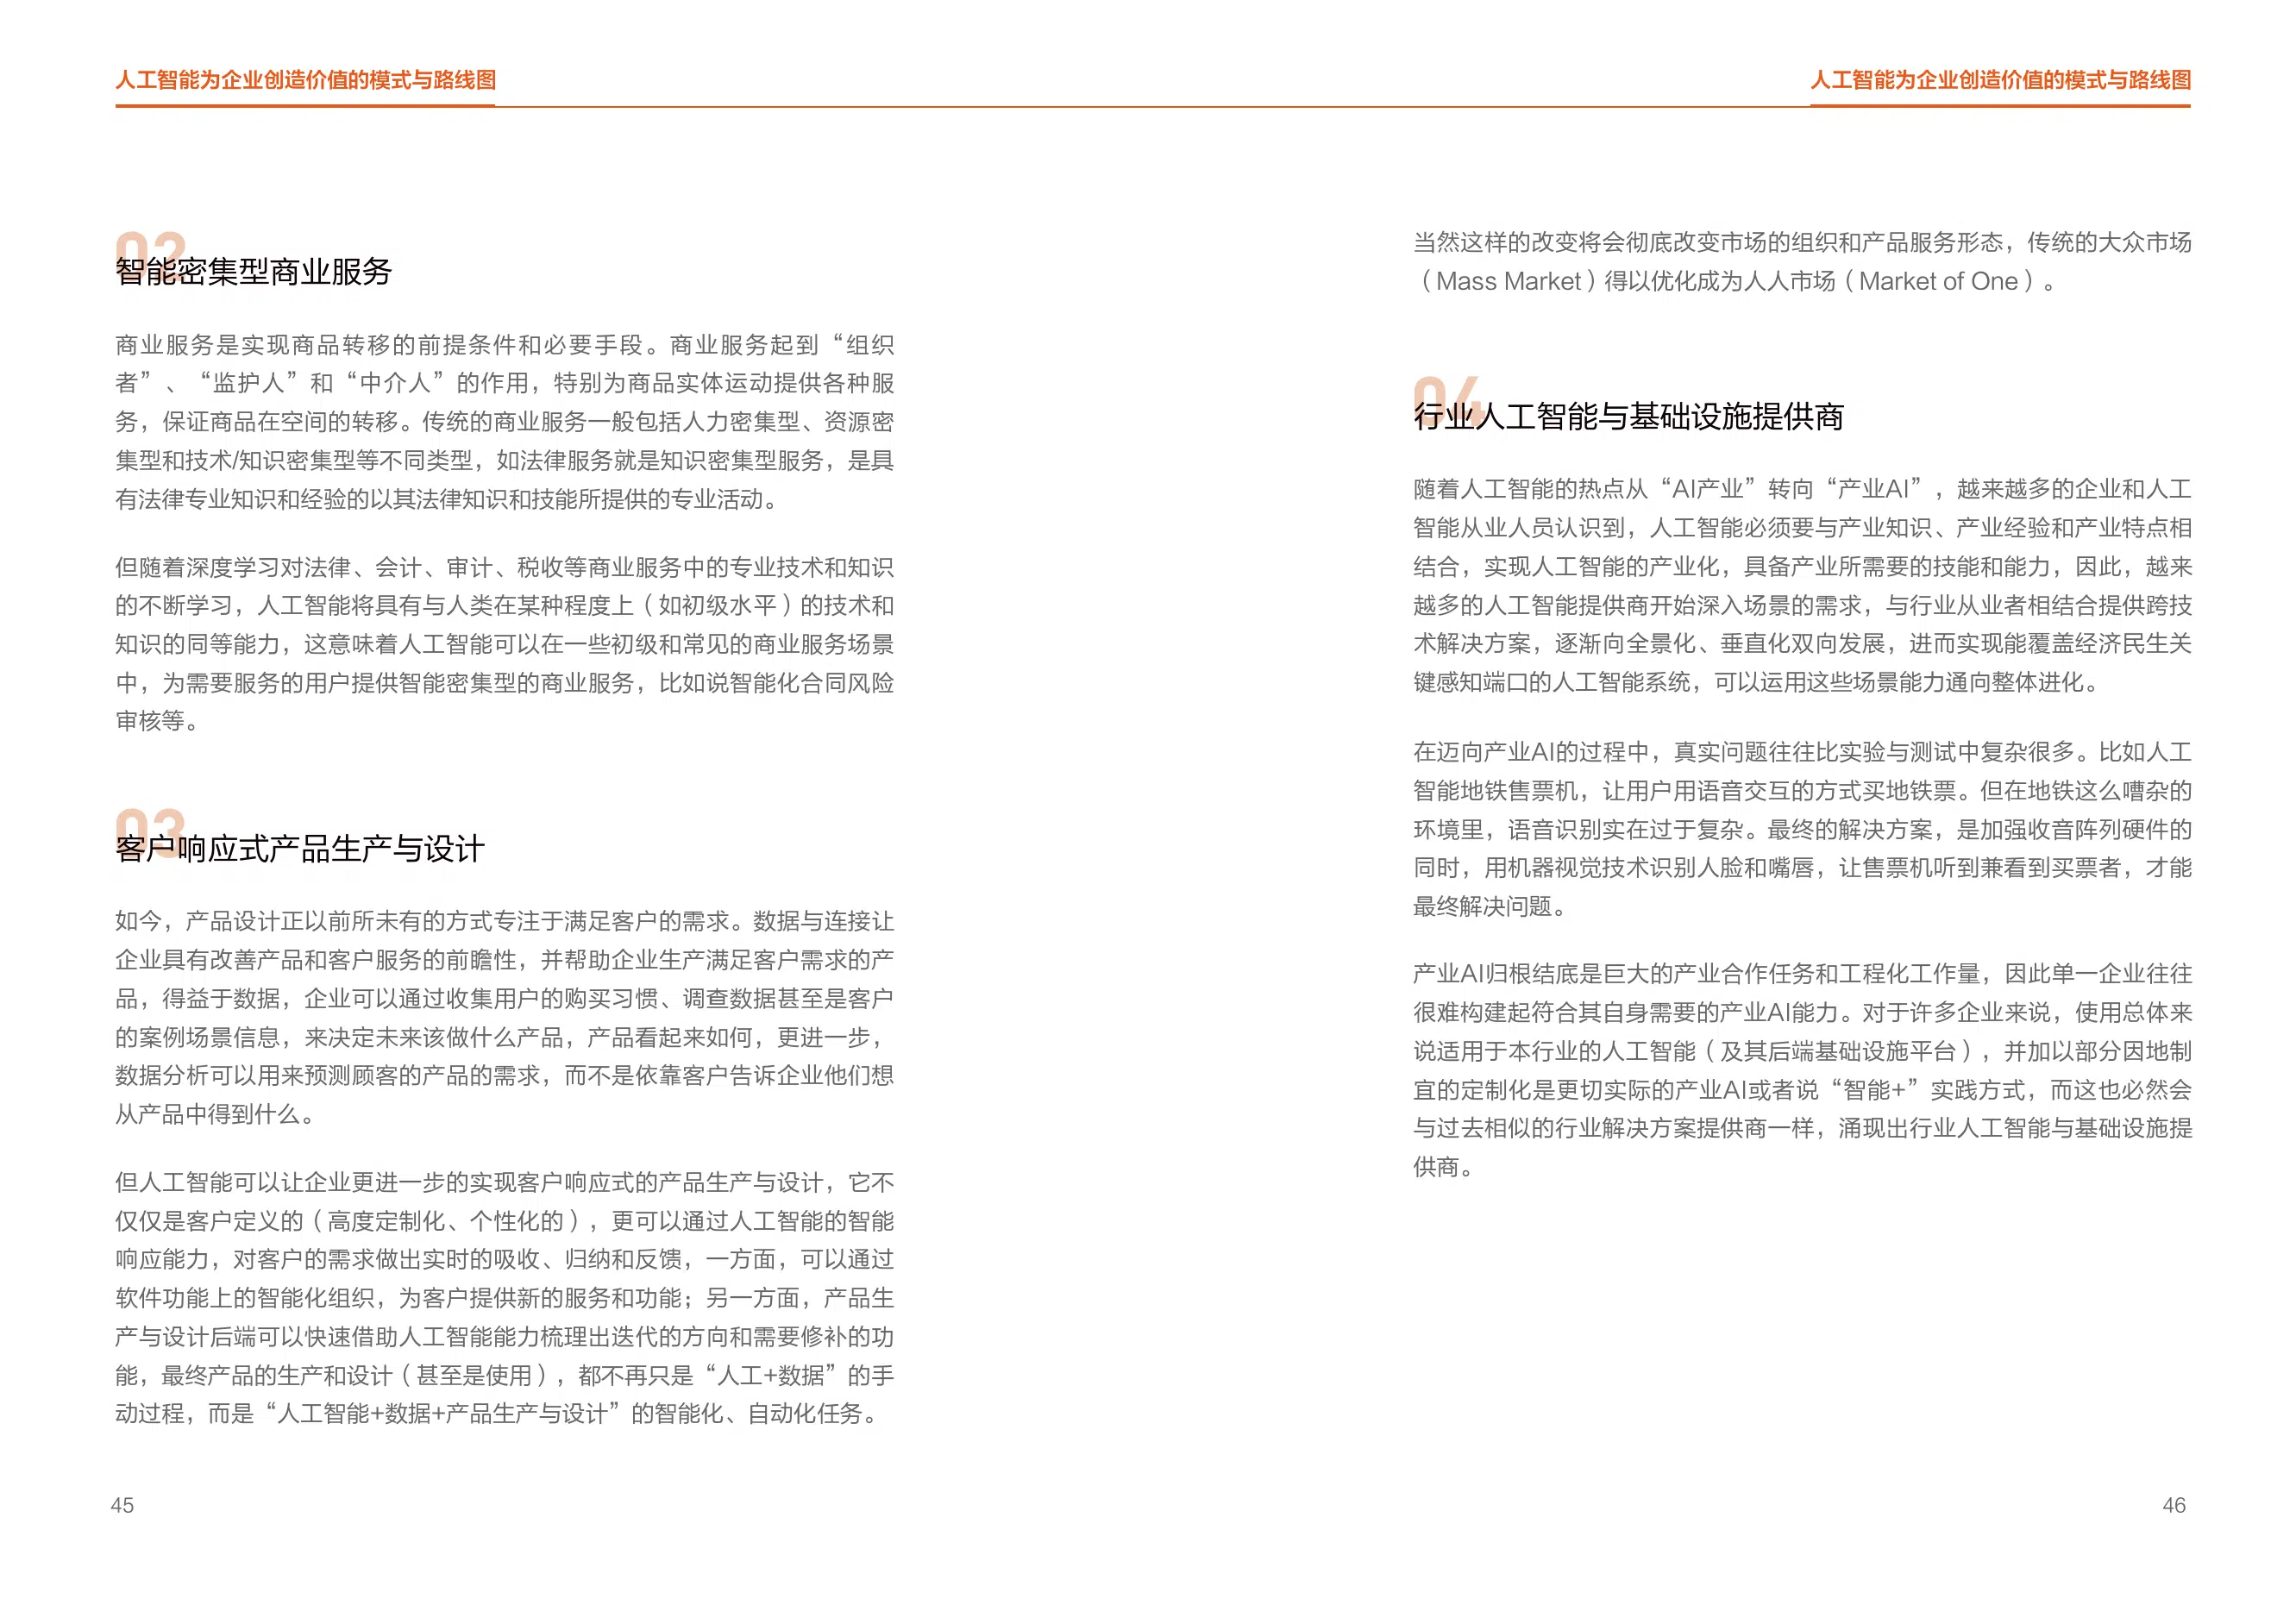 人工智能为企业创造价值的模式与路线图
02
智能密集型商业服务
商业服务是实现商品转移的前提条件和必要手段。商业服务起到“组织
者”、“监护人”和“中介人”的作用，特别为商品实体运动提供各种服
务，保证商品在空间的转移。传统的商业服务一般包括人力密集型、资源密
集型和技术/知识密集型等不同类型，如法律服务就是知识密集型服务，是具
有法律专业知识和经验的以其法律知识和技能所提供的专业活动。
但随着深度学习对法律、会计、审计、税收等商业服务中的专业技术和知识
的不断学习，人工智能将具有与人类在某种程度上（如初级水平）的技术和
知识的同等能力，这意味着人工智能可以在一些初级和常见的商业服务场景
中，为需要服务的用户提供智能密集型的商业服务，比如说智能化合同风险
审核等。
03
客户响应式产品生产与设计
如今，产品设计正以前所未有的方式专注于满足客户的需求。数据与连接让
企业具有改善产品和客户服务的前瞻性，并帮助企业生产满足客户需求的产
品，得益于数据，企业可以通过收集用户的购买习惯、调查数据甚至是客户
的案例场景信息，来决定未来该做什么产品，产品看起来如何，更进一步，
数据分析可以用来预测顾客的产品的需求，而不是依靠客户告诉企业他们想
从产品中得到什么。
但人工智能可以让企业更进一步的实现客户响应式的产品生产与设计，它不
仅仅是客户定义的（高度定制化、个性化的），更可以通过人工智能的智能
响应能力，对客户的需求做出实时的吸收、归纳和反馈，一方面，可以通过
软件功能上的智能化组织，为客户提供新的服务和功能；另一方面，产品生
产与设计后端可以快速借助人工智能能力梳理出迭代的方向和需要修补的功
能，最终产品的生产和设计（甚至是使用），都不再只是“人工+数据”的手
动过程，而是“人工智能+数据+产品生产与设计”的智能化、自动化任务。
45
人工智能为企业创造价值的模式与路线图
当然这样的改变将会彻底改变市场的组织和产品服务形态，传统的大众市场
（Mass Market）得以优化成为人人市场（Market of One）。
04
行业人工智能与基础设施提供商
随着人工智能的热点从“AI产业”转向“产业AI”，越来越多的企业和人工
智能从业人员认识到，人工智能必须要与产业知识、产业经验和产业特点相
结合，实现人工智能的产业化，具备产业所需要的技能和能力，因此，越来
越多的人工智能提供商开始深入场景的需求，与行业从业者相结合提供跨技
术解决方案，逐渐向全景化、垂直化双向发展，进而实现能覆盖经济民生关
键感知端口的人工智能系统，可以运用这些场景能力通向整体进化。
在迈向产业AI的过程中，真实问题往往比实验与测试中复杂很多。比如人工
智能地铁售票机，让用户用语音交互的方式买地铁票。但在地铁这么嘈杂的
环境里，语音识别实在过于复杂。最终的解决方案，是加强收音阵列硬件的
同时，用机器视觉技术识别人脸和嘴唇，让售票机听到兼看到买票者，才能
最终解决问题。
产业AI归根结底是巨大的产业合作任务和工程化工作量，因此单一企业往往
很难构建起符合其自身需要的产业AI能力。对于许多企业来说，使用总体来
说适用于本行业的人工智能（及其后端基础设施平台），并加以部分因地制
宜的定制化是更切实际的产业AI或者说“智能+”实践方式，而这也必然会
与过去相似的行业解决方案提供商一样，涌现出行业人工智能与基础设施提
供商。
46